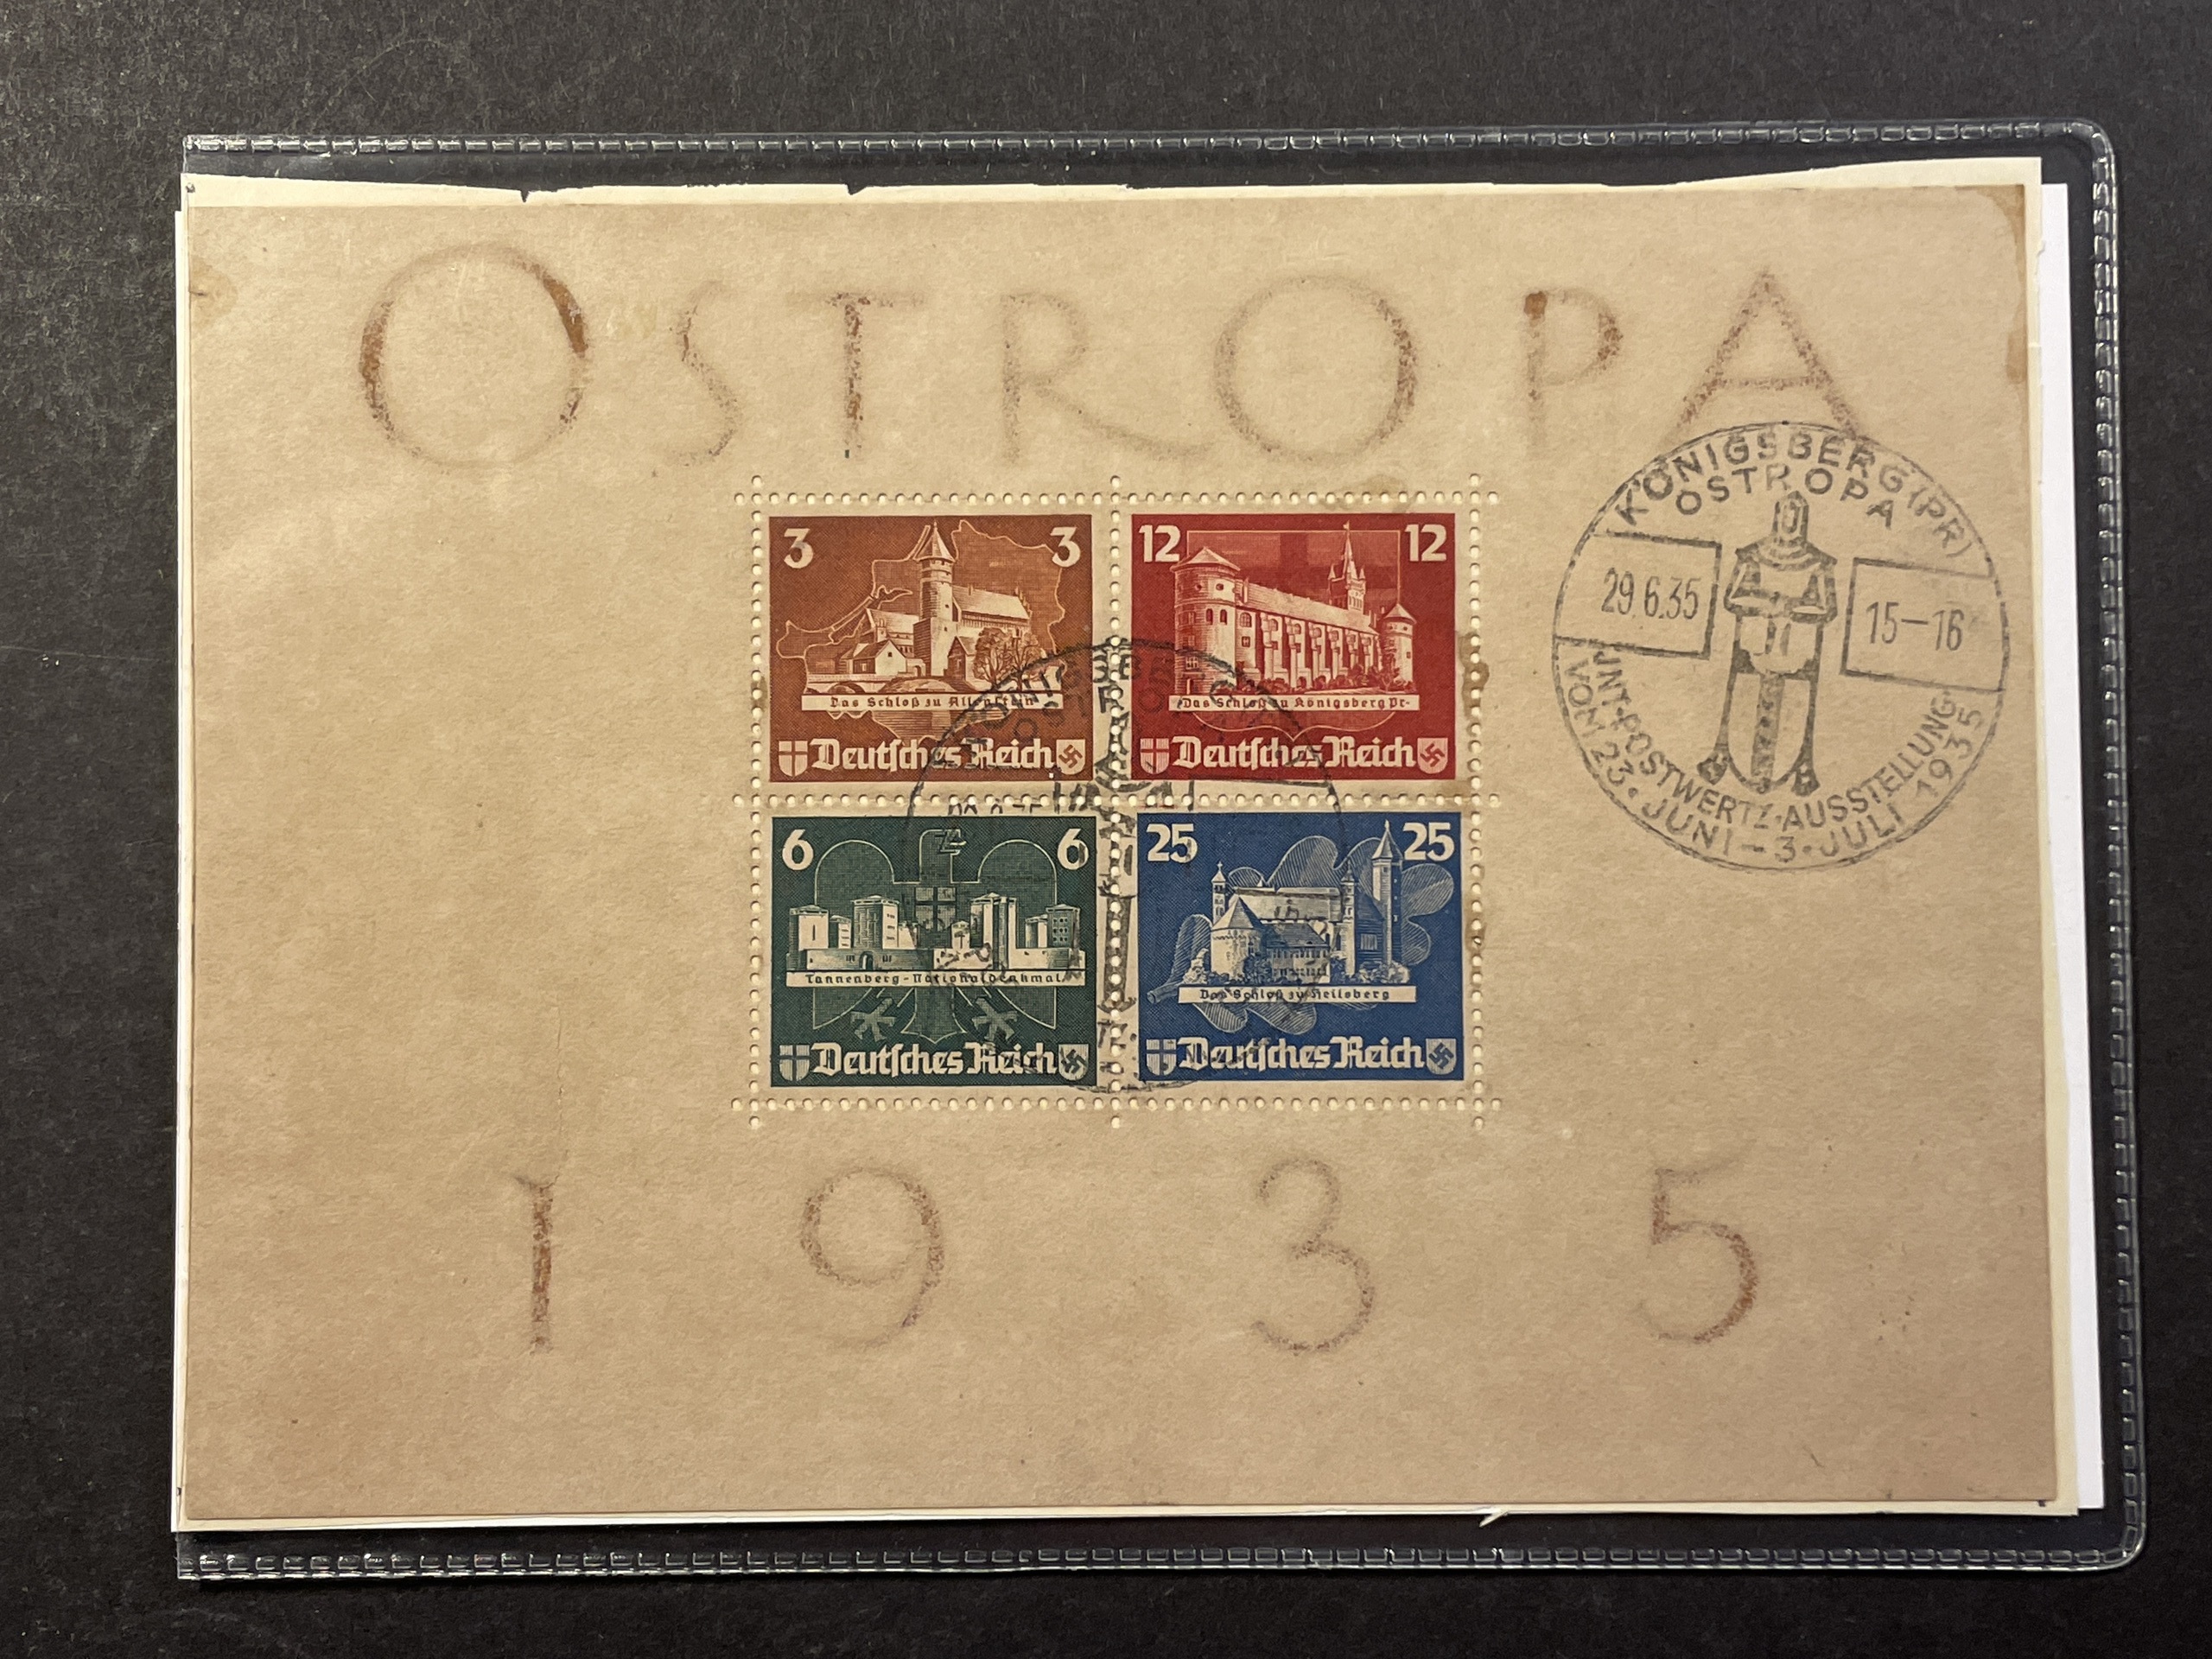 OSTROPA
3 3
Das Schloß zu Allenstein
Deutsches Reich
12 12
Das Schloß zu Königsberg Pr.
Deutsches Reich
6 6
Tannenberg-Nationaldenkmal
Deutsches Reich
25 25
Das Schloß zu Heilsberg
Deutsches Reich
KÖNIGSBERG (PR)
OSTROPA
29.6.35
15-16
JNT. POSTWERTZ. AUSSTELLUNG
VOM 23. JUNI - 3. JULI 1935
1935